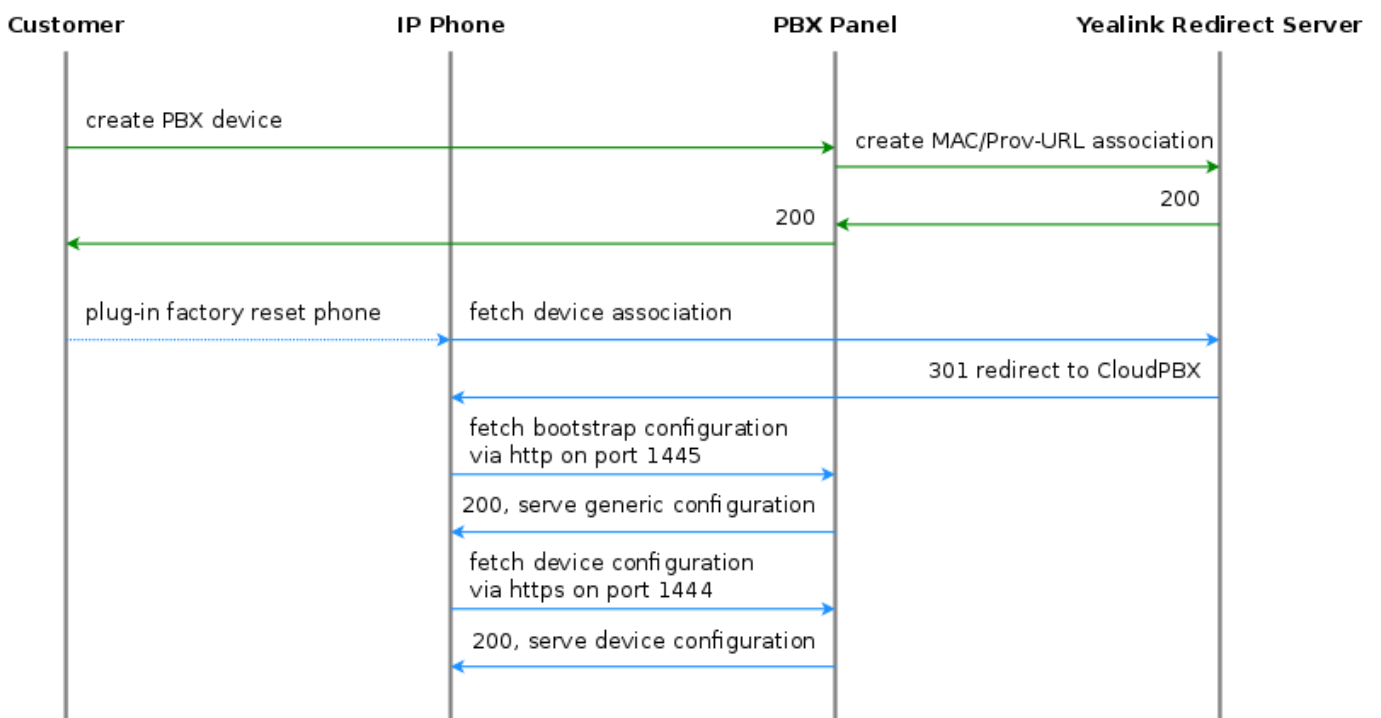 Customer
IP Phone
PBX Panel
Yealink Redirect Server
create PBX device
create MAC/Prov-URL association
200
200
plug-in factory reset phone
fetch device association
301 redirect to CloudPBX
fetch bootstrap configuration
via http on port 1445
200, serve generic configuration
fetch device configuration
via https on port 1444
200, serve device configuration